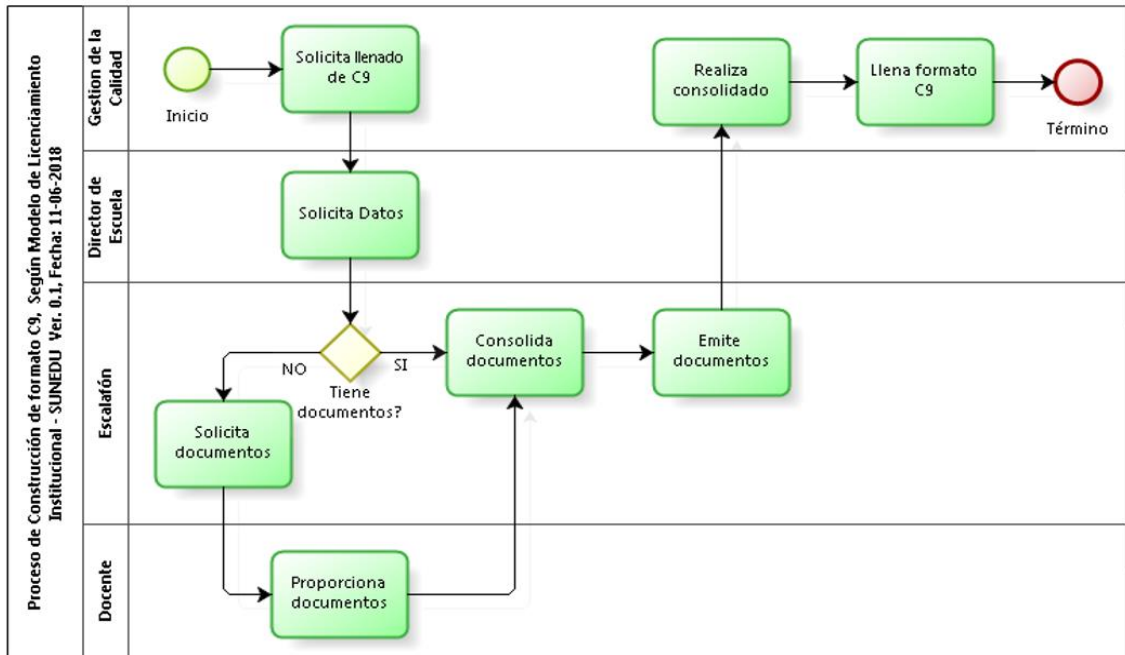 Proceso de Construcción de formato C9, Según Modelo de Licenciamiento
Institucional - SUNEDU Ver. 0.1, Fecha: 11-06-2018
Gestion de la
Calidad
Inicio
Solicita llenado
de C9
Realiza
consolidado
Llena formato
C9
Término
Director de
Escuela
Solicita Datos
Escalafón
NO
SI
Tiene
documentos?
Consolida
documentos
Emite
documentos
Solicita
documentos
Docente
Proporciona
documentos